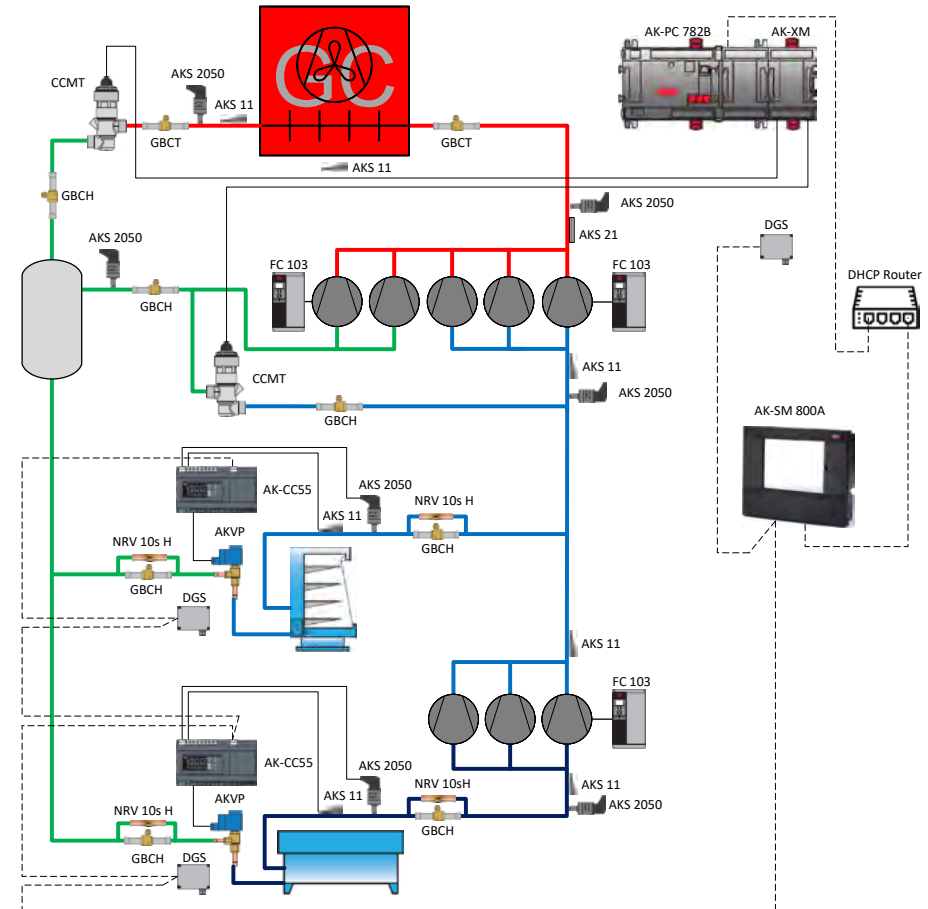 AK-PC 782B
AK-XM
AKS 2050
CCMT
AKS 11
GC
GBCT
GBCT
AKS 11
GBCH
AKS 2050
DGS
AKS 21
AKS 2050
FC 103
FC 103
DHCP Router
GBCH
AKS 11
CCMT
AKS 2050
GBCH
AK-SM 800A
AK-CC55
AKS 2050
NRV 10s H
AKS 11
AKVP
NRV 10s H
GBCH
GBCH
DGS
AKS 11
FC 103
AK-CC55
AKS 2050
AKS 11
NRV 10sH
AKS 11
AKVP
AKS 2050
NRV 10s H
GBCH
GBCH
DGS